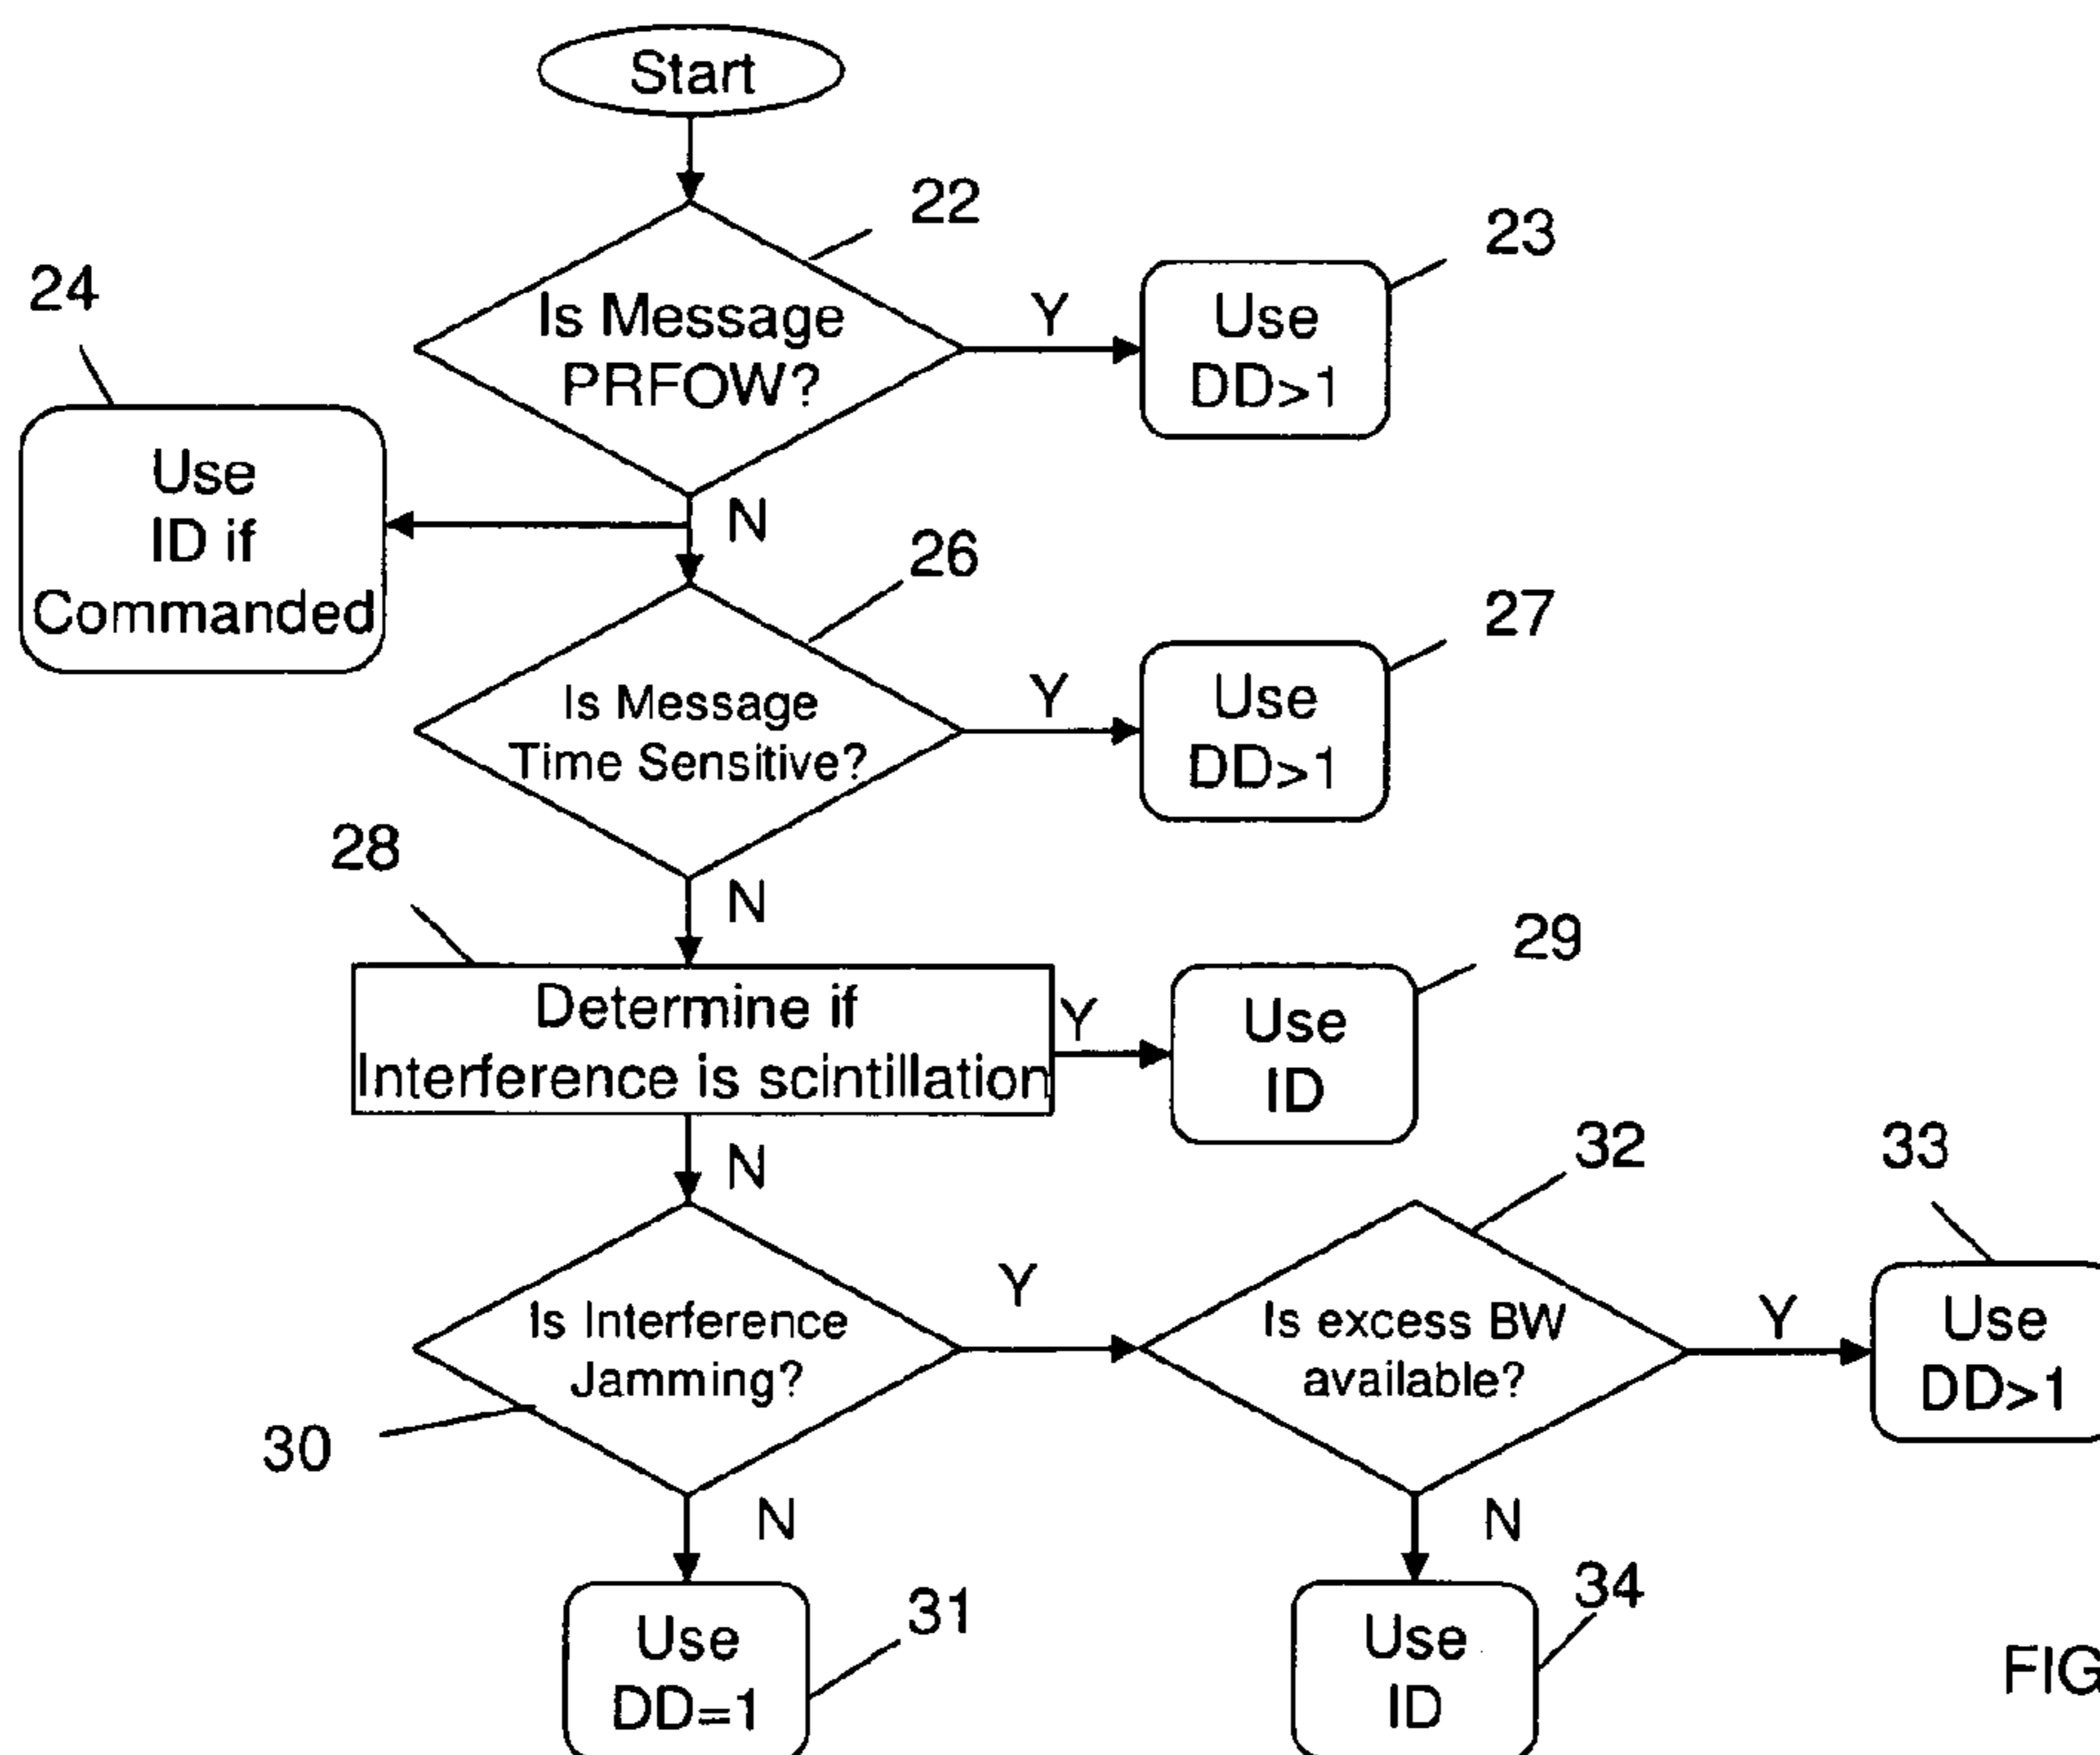 Start
22
23
24
Is Message
PRFOW?
Y
Use
DD>1
Use
ID if
Commanded
N
26
27
Is Message
Time Sensitive?
Y
Use
DD>1
28
N
29
Determine if
Interference is scintillation
Y
Use
ID
N
32
33
Is Interference
Jamming?
Y
Is excess BW
available?
Y
Use
DD>1
30
N
N
31
34
Use
DD=1
Use
ID
FIG